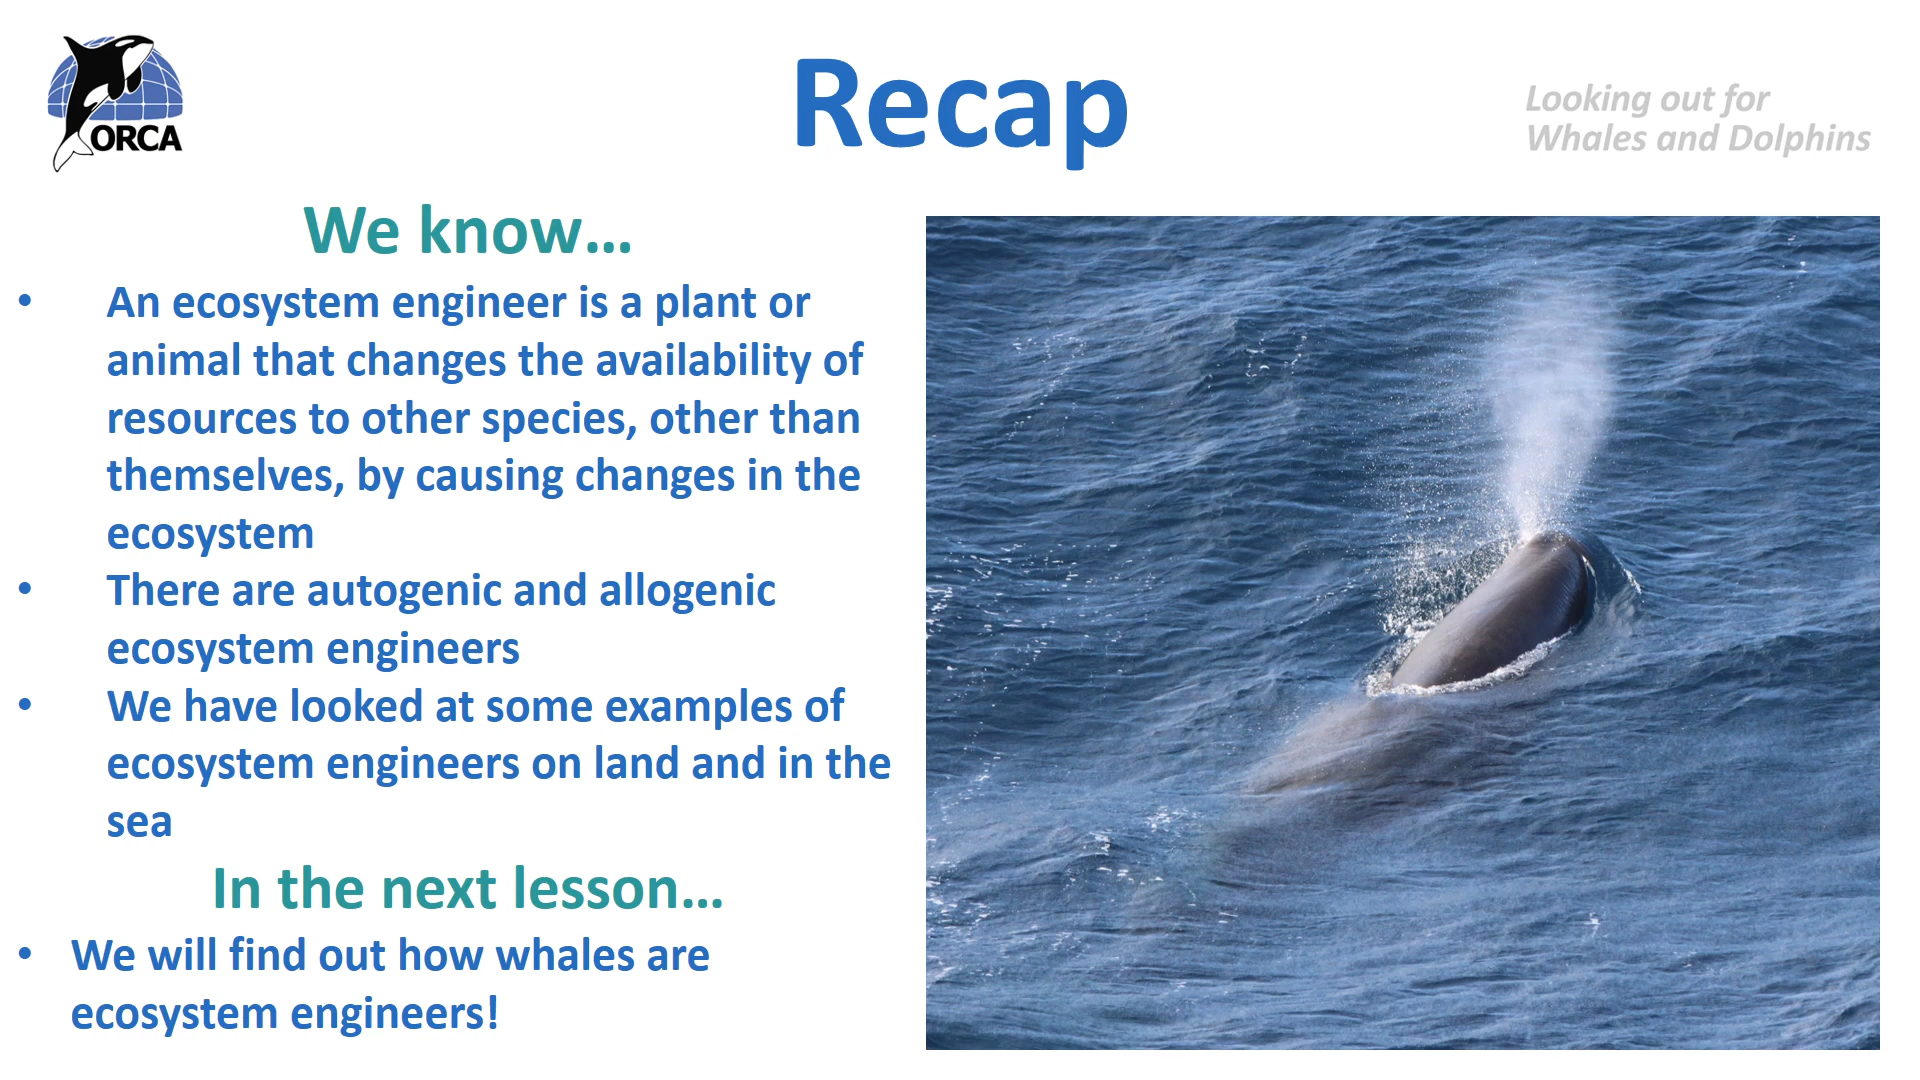 ORCA
Recap
Looking out for
Whales and Dolphins
We know...
• An ecosystem engineer is a plant or
animal that changes the availability of
resources to other species, other than
themselves, by causing changes in the
ecosystem
• There are autogenic and allogenic
ecosystem engineers
• We have looked at some examples of
ecosystem engineers on land and in the
sea
In the next lesson...
• We will find out how whales are
ecosystem engineers!